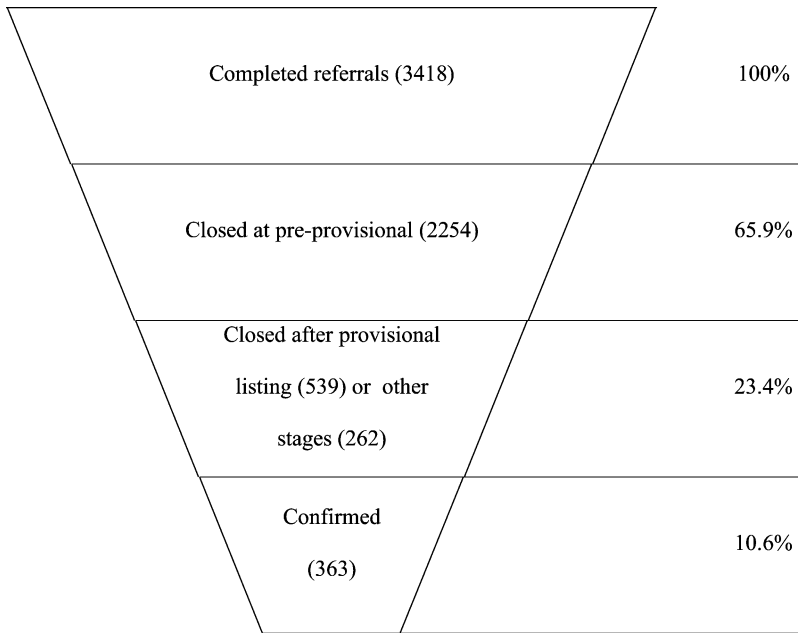 Completed referrals (3418) 100%
Closed at pre-provisional (2254) 65.9%
Closed after provisional
listing (539) or other 23.4%
stages (262)
Confirmed
(363)
10.6%